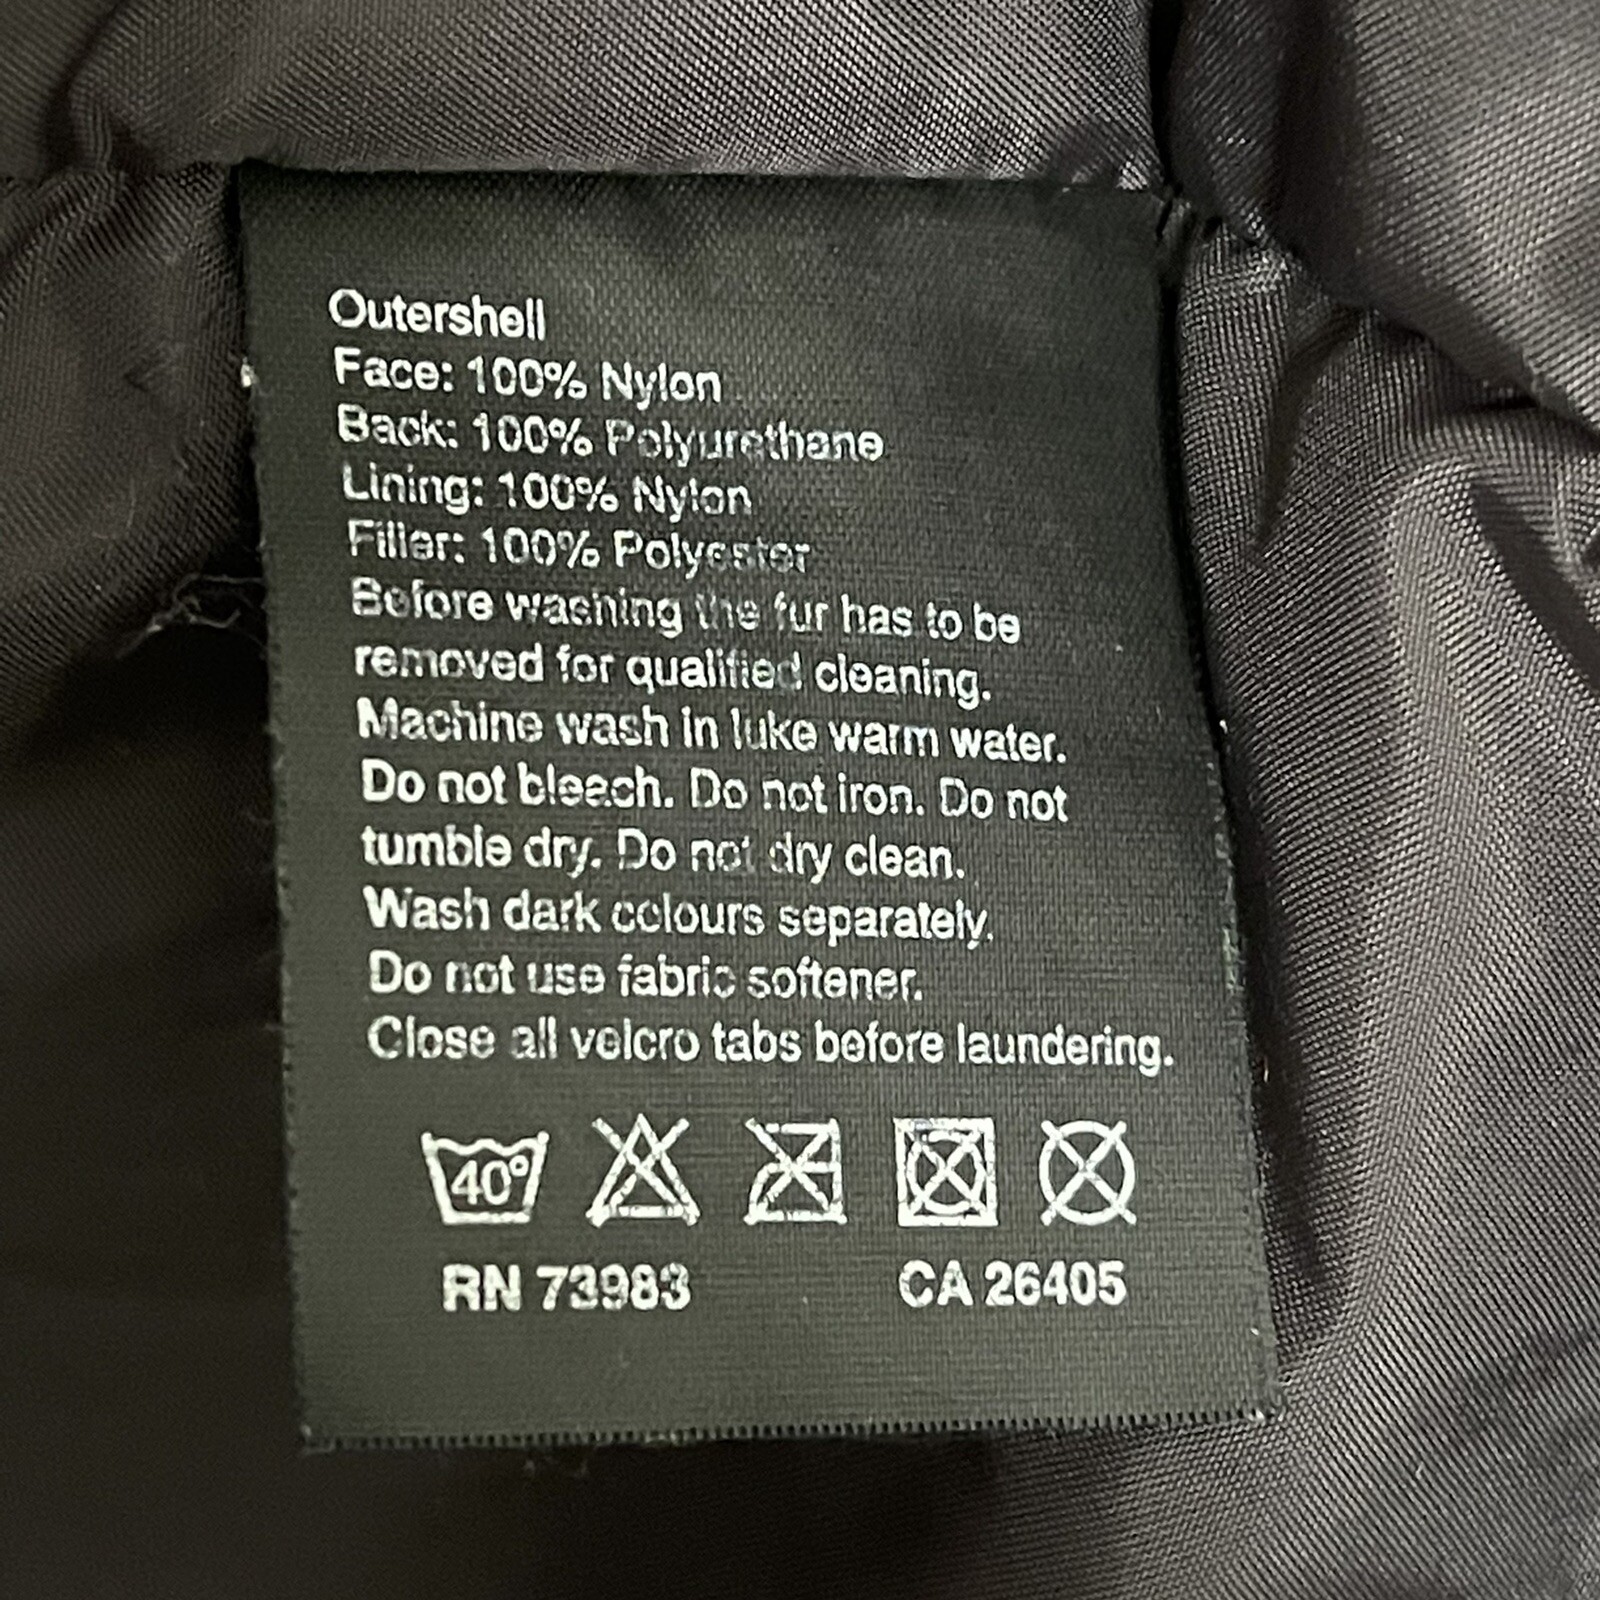 Outershell
Face: 100% Nylon
Back: 100% Polyurethane
Lining: 100% Nylon
Filler: 100% Polyester
Before washing the fur has to be
removed for qualified cleaning.
Machine wash in luke warm water.
Do not bleach. Do not iron. Do not
tumble dry. Do not dry clean.
Wash dark colours separately.
Do not use fabric softener.
Close all velcro tabs before laundering.
40°
RN 73983 CA 26405